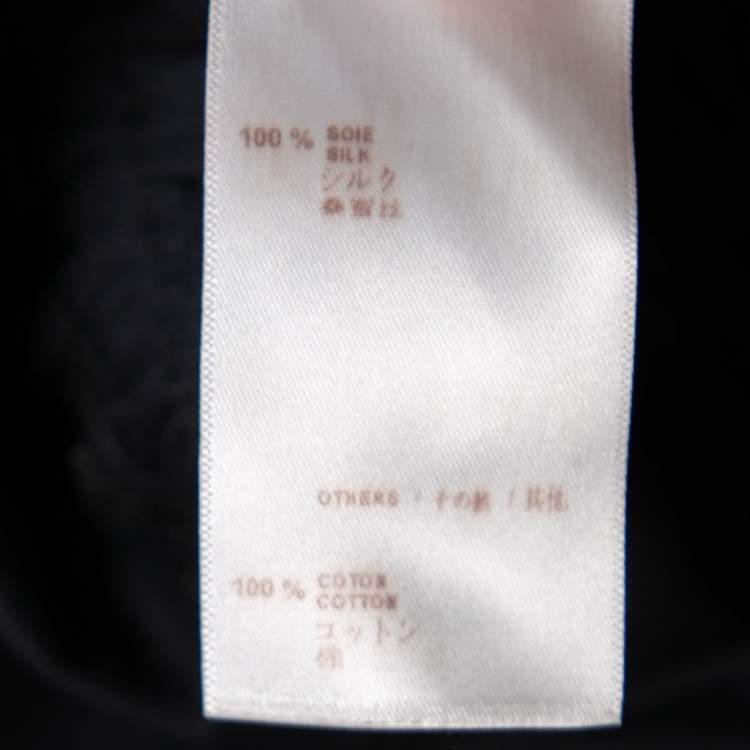 100 % SOIE
SILK
シルク
桑蚕丝
OTHERS / その他 / 其他
100 % COTON
COTTON
コットン
棉